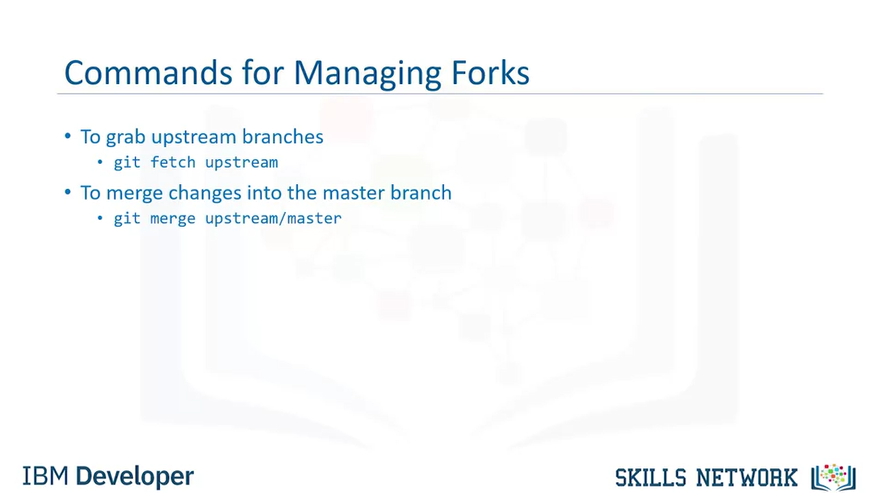 Commands for Managing Forks
• To grab upstream branches
• git fetch upstream
• To merge changes into the master branch
• git merge upstream/master
IBM Developer
SKILLS NETWORK